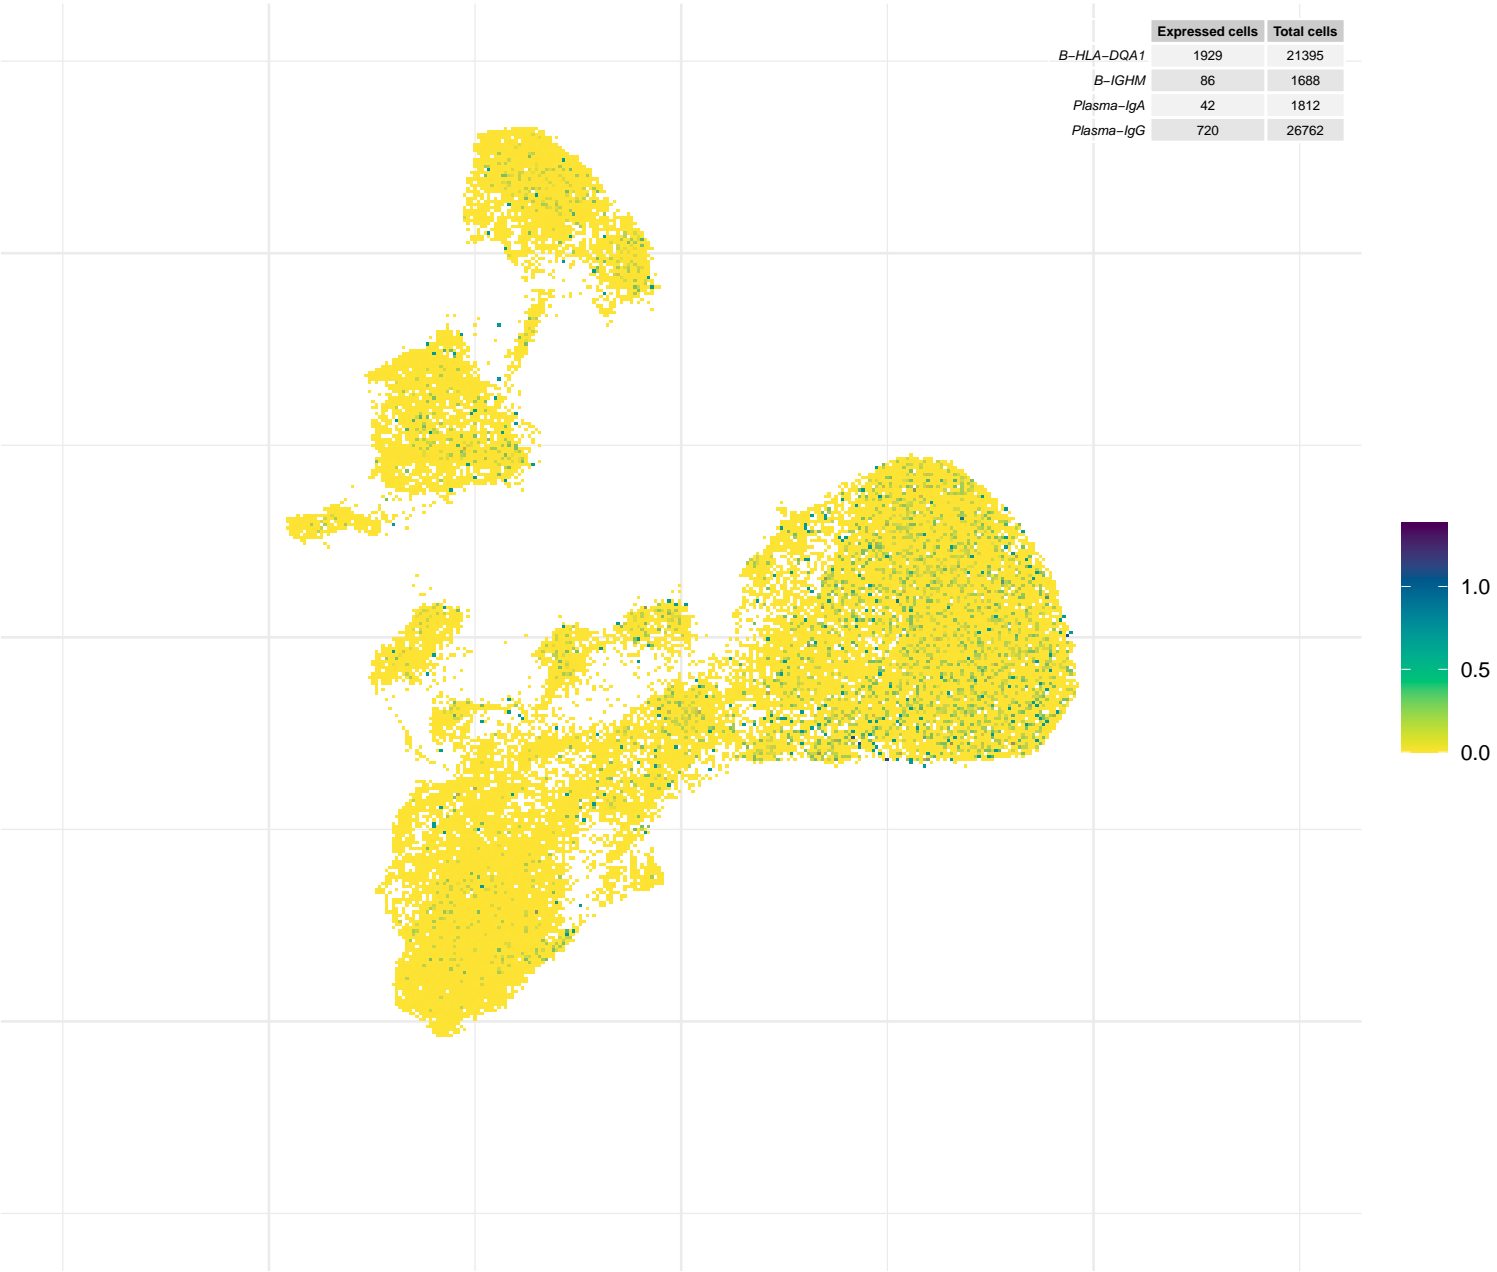 Expressed cells Total cells
B–HLA–DQA1 1929 21395
B–IGHM 86 1688
Plasma–IgA 42 1812
Plasma–IgG 720 26762
1.0
0.5
0.0